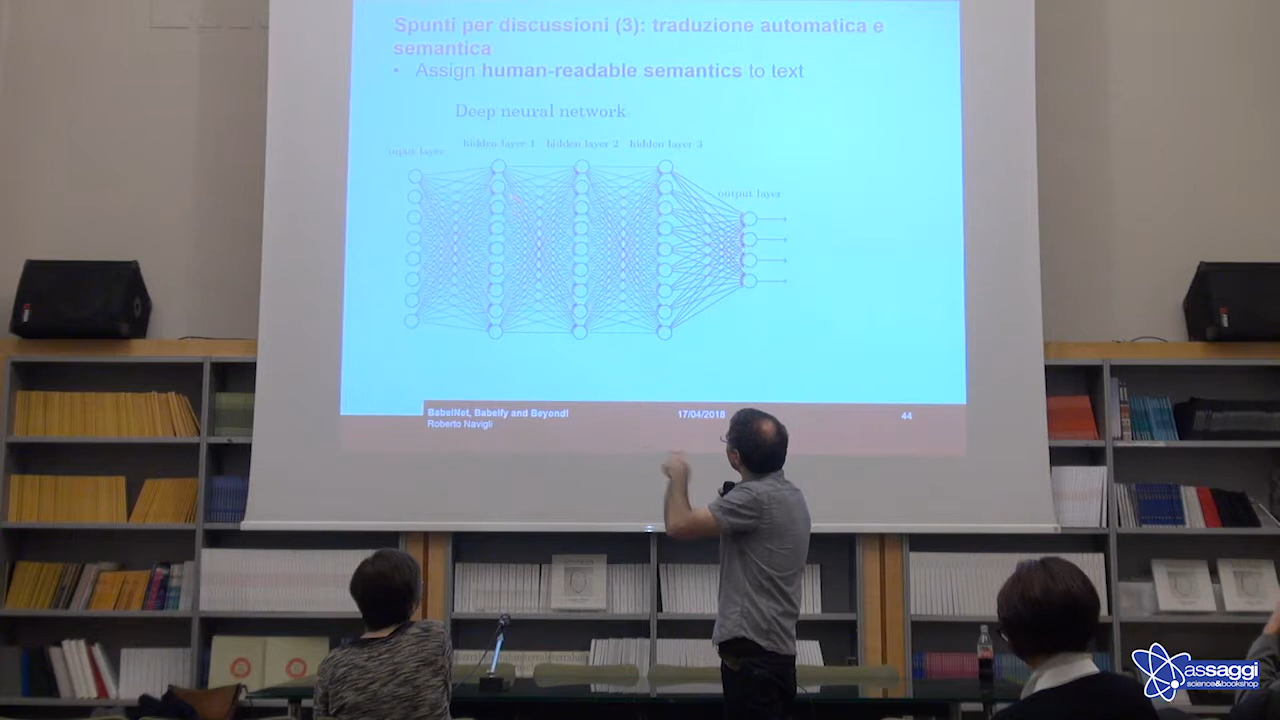 Spunti per discussioni (3): traduzione automatica e
semantica
• Assign human-readable semantics to text
Deep neural network
input layer
hidden layer 1 hidden layer 2 hidden layer 3
output layer
BabelNet, Babelfy and Beyond!
Roberto Navigli
17/04/2018
44
assaggi
science&bookshop